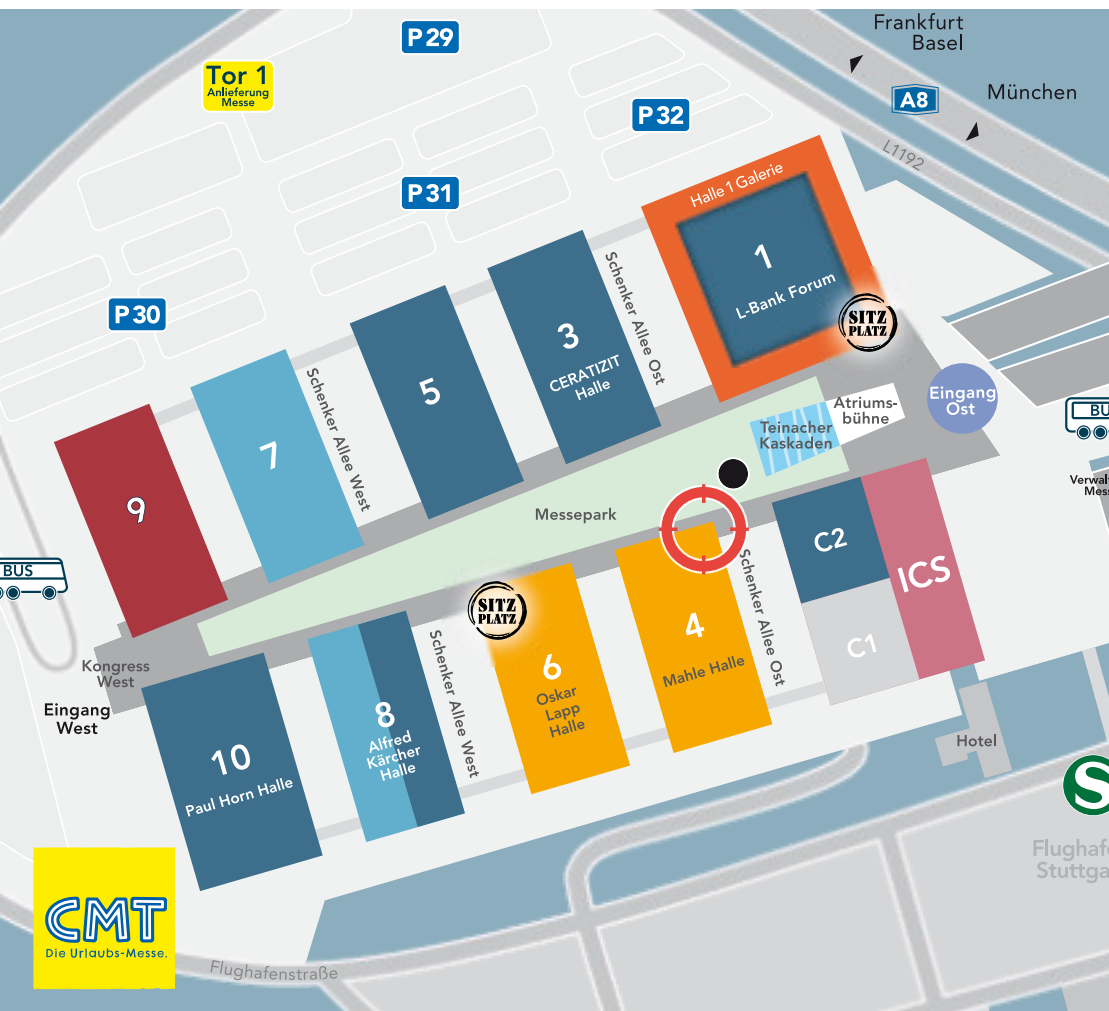 Frankfurt
Basel
P29
Tor 1
Anlieferung
Messe
München
A8
P32
L1192
Halle 1 Galerie
P31
1
L-Bank Forum
Schenker Allee Ost
SITZ
PLATZ
P30
3
CERATIZIT
Halle
5
Schenker Allee West
Eingang
Ost
Atriums-
bühne
Teinacher
Kaskaden
BU
7
9
Verwalt
Mess
Messepark
C2
ICS
BUS
SITZ
PLATZ
Schenker Allee Ost
4
Mahle Halle
C1
Schenker Allee West
6
Oskar
Lapp
Halle
Kongress
West
Eingang
West
8
Alfred
Kärcher
Halle
10
Paul Horn Halle
Hotel
S
Flughafe
Stuttga
CMT
Die Urlaubs-Messe.
Flughafenstraße